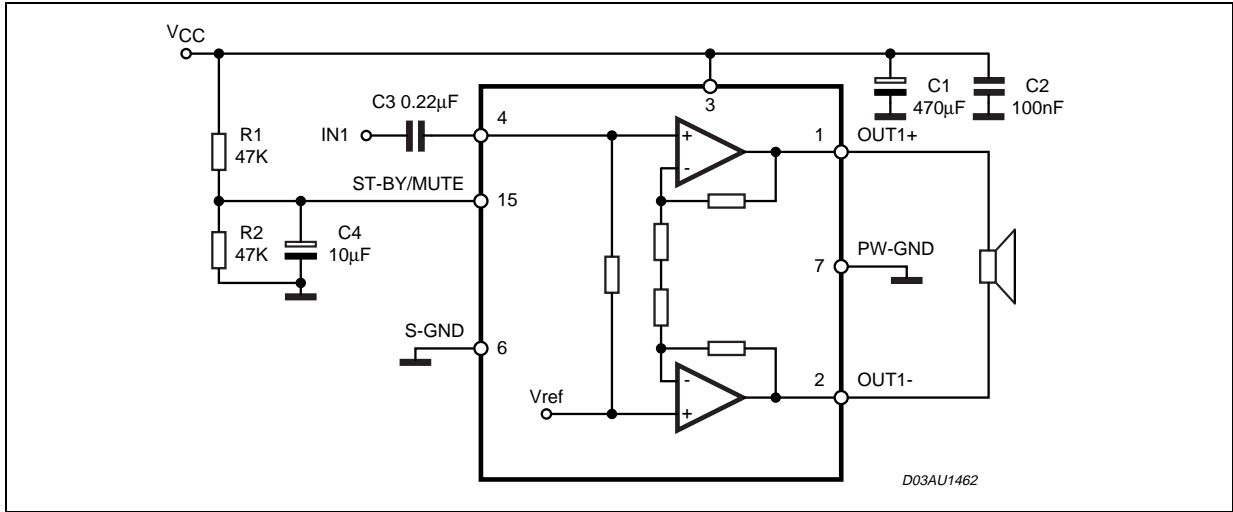 VCC
C3 0.22μF
IN1
4
3
C1
470μF
C2
100nF
R1
47K
1
OUT1+
ST-BY/MUTE
15
R2
47K
C4
10μF
+
-
7
PW-GND
S-GND
6
Vref
-
+
2
OUT1-
D03AU1462